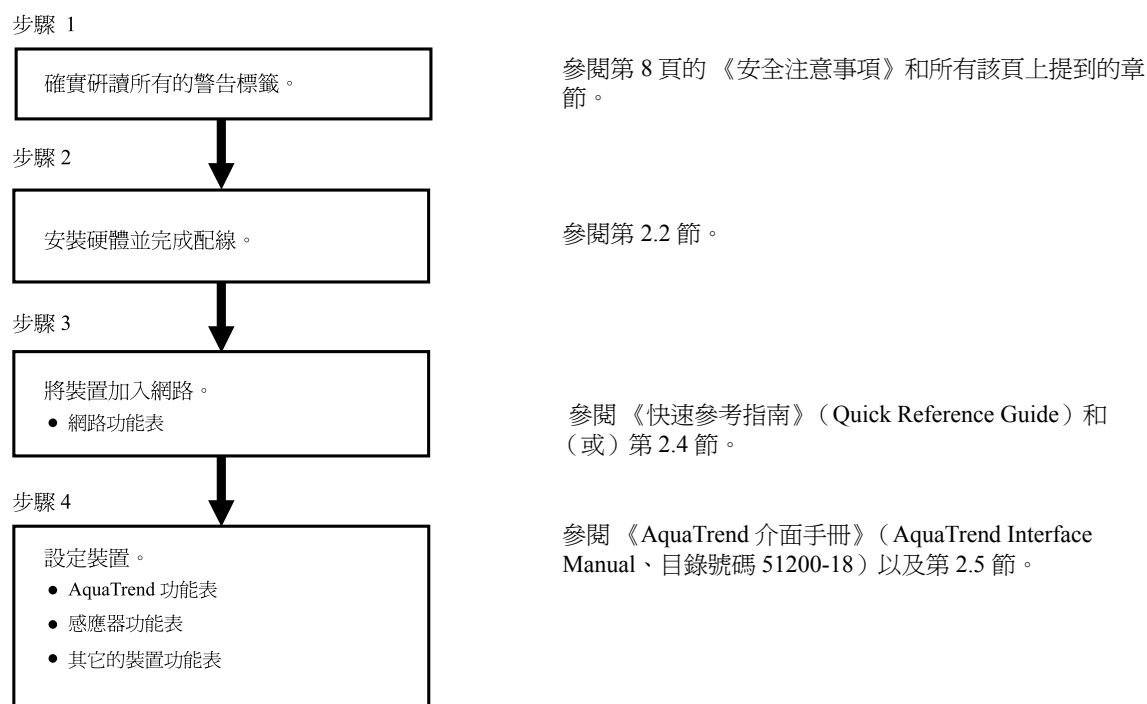 步驟 1
確實研讀所有的警告標籤。
參閱第 8 頁的 《安全注意事項》和所有該頁上提到的章
節。
步驟 2
安裝硬體並完成配線。
參閱第 2.2 節。
步驟 3
將裝置加入網路。
● 網路功能表
參閱 《快速參考指南》（Quick Reference Guide）和
（或）第 2.4 節。
步驟 4
設定裝置。
● AquaTrend 功能表
● 感應器功能表
● 其它的裝置功能表
參閱 《AquaTrend 介面手冊》（AquaTrend Interface
Manual、目錄號碼 51200-18）以及第 2.5 節。